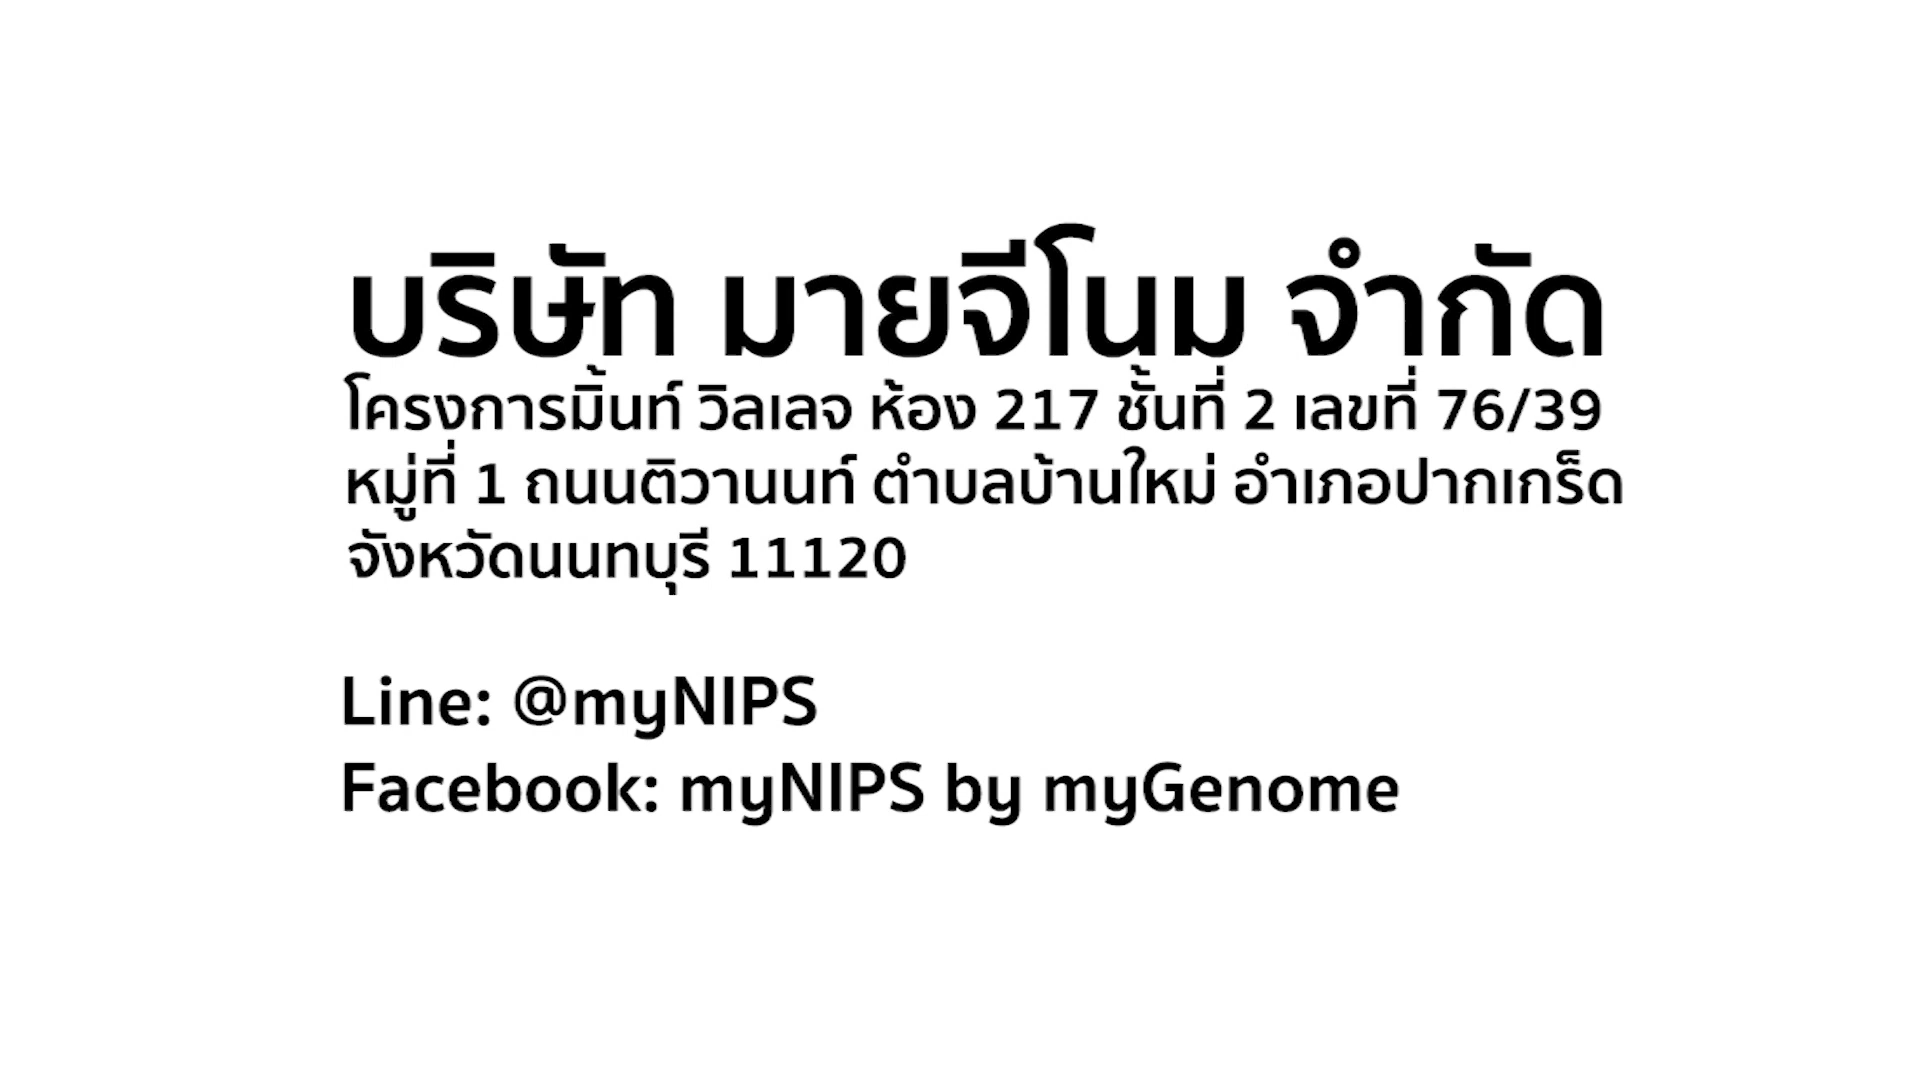 บริษัท มายจีโนม จำกัด
โครงการมิ้นท์ วิลเลจ ห้อง 217 ชั้นที่ 2 เลขที่ 76/39
หมู่ที่ 1 ถนนติวานนท์ ตำบลบ้านใหม่ อำเภอปากเกร็ด
จังหวัดนนทบุรี 11120
Line: @myNIPS
Facebook: myNIPS by myGenome